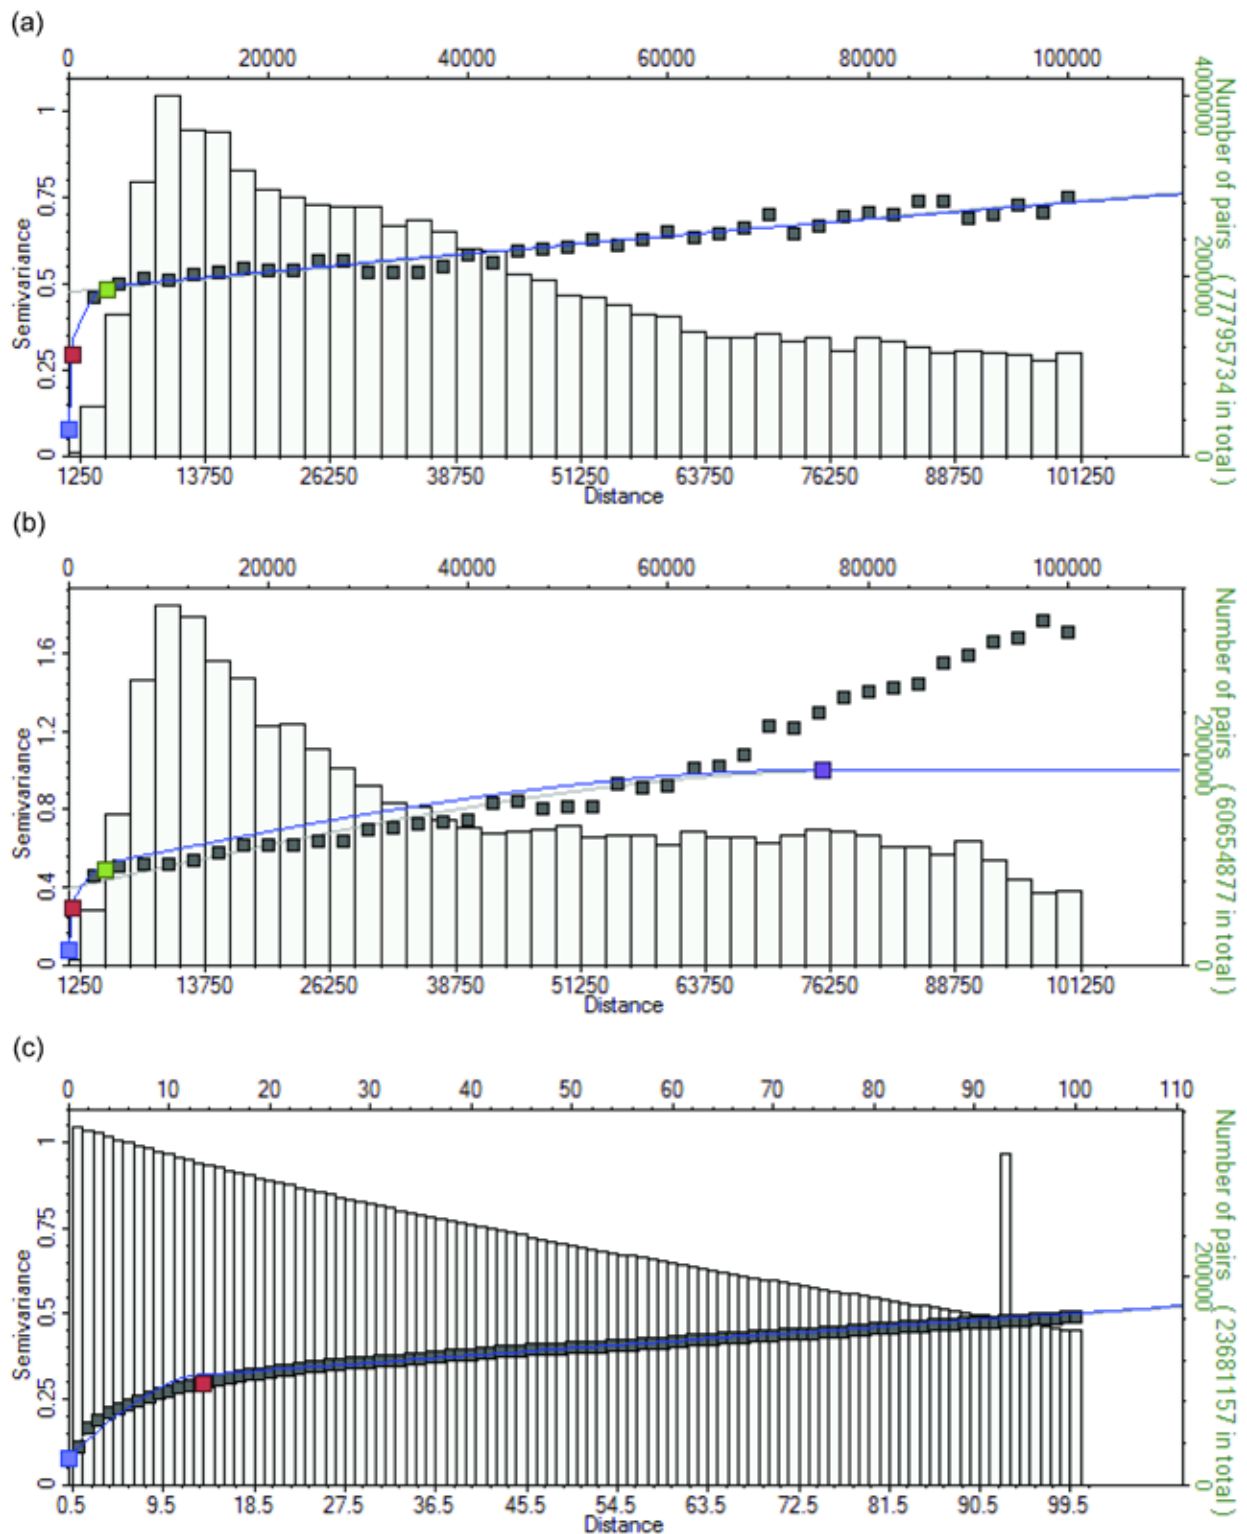 (a)
0 20000 40000 60000 80000 100000
Semivariance
0 0.25 0.5 0.75 1
Number of pairs ( 77795734 in total )
0 2000000 4000000
1250 13750 26250 38750 51250 63750 76250 88750 101250
Distance
(b)
0 20000 40000 60000 80000 100000
Semivariance
0 0.4 0.8 1.2 1.6
Number of pairs ( 60654877 in total )
0 2000000
1250 13750 26250 38750 51250 63750 76250 88750 101250
Distance
(c)
0 10 20 30 40 50 60 70 80 90 100 110
Semivariance
0 0.25 0.5 0.75 1
Number of pairs ( 23681157 in total )
0 200000
0.5 9.5 18.5 27.5 36.5 45.5 54.5 63.5 72.5 81.5 90.5 99.5
Distance